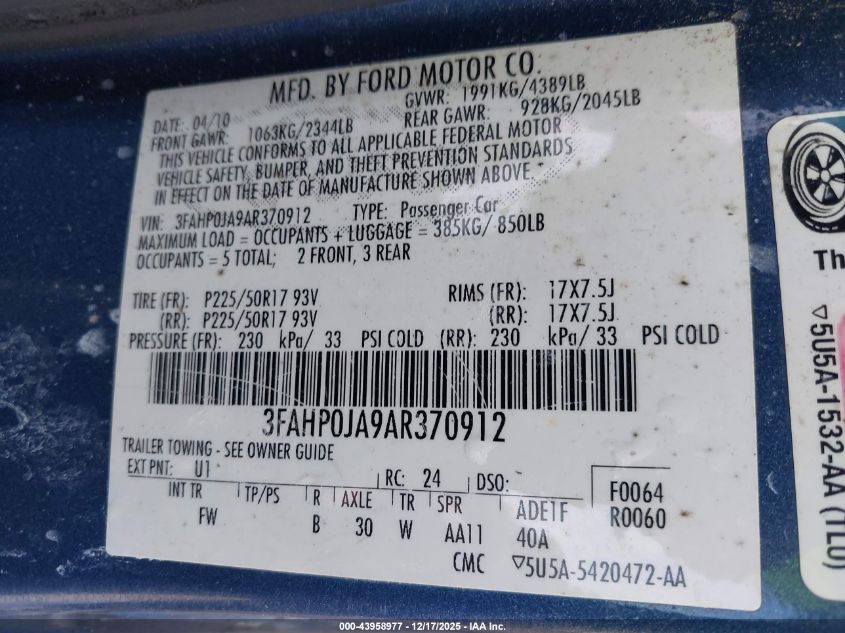 MFD. BY FORD MOTOR CO.
DATE: 04/10 GVWR: 1991KG/4389LB
FRONT GAWR: 1063KG/2344LB REAR GAWR: 928KG/2045LB
THIS VEHICLE CONFORMS TO ALL APPLICABLE FEDERAL MOTOR
VEHICLE SAFETY, BUMPER, AND THEFT PREVENTION STANDARDS
IN EFFECT ON THE DATE OF MANUFACTURE SHOWN ABOVE.
VIN: 3FAHP0JA9AR370912 TYPE: Passenger Car
MAXIMUM LOAD = OCCUPANTS + LUGGAGE = 385KG/ 850LB
OCCUPANTS = 5 TOTAL; 2 FRONT, 3 REAR
TIRE (FR): P225/50R17 93V RIMS (FR): 17X7.5J
(RR): P225/50R17 93V (RR): 17X7.5J
PRESSURE (FR): 230 kPa/ 33 PSI COLD (RR): 230 kPa/ 33 PSI COLD
3FAHP0JA9AR370912
TRAILER TOWING - SEE OWNER GUIDE
EXT PNT: U1 RC: 24 DSO: F0064
INT TR TP/PS R AXLE TR SPR ADE1F R0060
FW B 30 W AA11 40A
CMC ▽5U5A-5420472-AA
Th
▽5U5A-1532-AA (TLU)
000-43958977 - 12/17/2025 - IAA Inc.